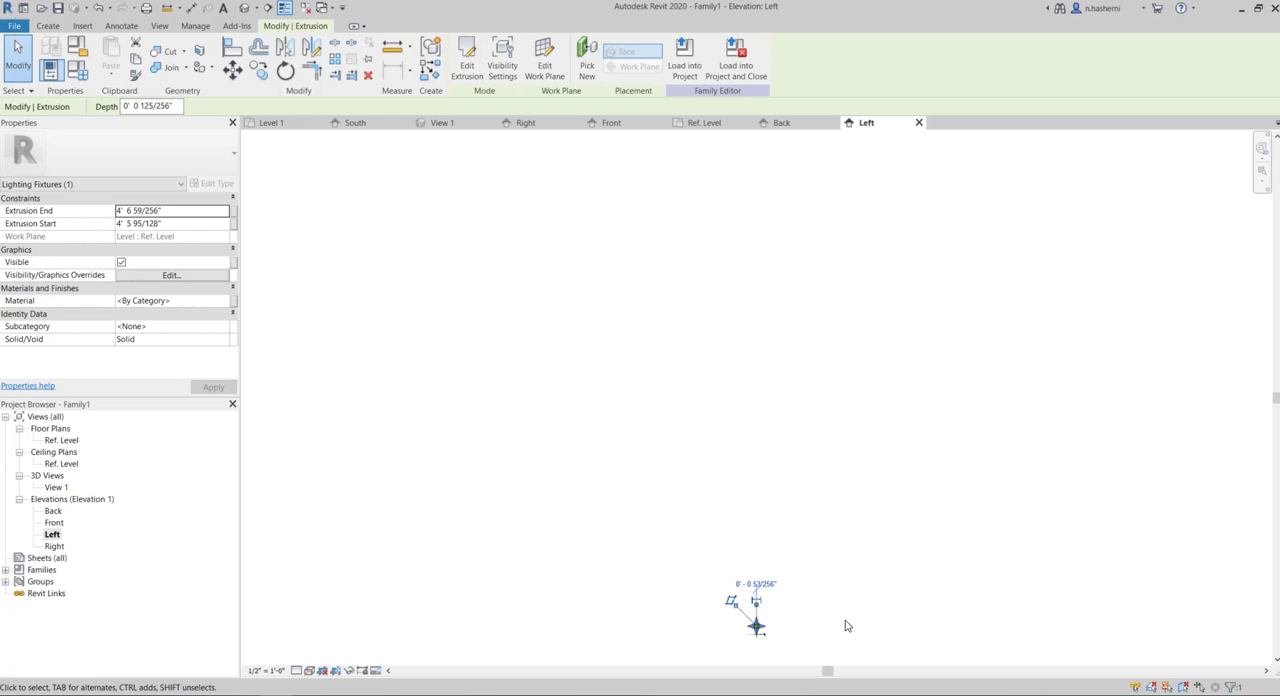 Autodesk Revit 2020 - Family1 - Elevation: Left
n.hashemi
File Create Insert Annotate View Manage Add-Ins Modify | Extrusion
Modify
Paste
Cut
Join
Edit Extrusion
Visibility Settings
Edit Work Plane
Pick New
Face
Work Plane
Load into Project
Load into Project and Close
Select Properties Clipboard Geometry Modify Measure Create Mode Work Plane Placement Family Editor
Modify | Extrusion Depth 0' 0 125/256"
Properties
Level 1 South View 1 Right Front Ref. Level Back Left
R
Lighting Fixtures (1) Edit Type
Constraints
Extrusion End 4' 6 59/256"
Extrusion Start 4' 5 95/128"
Work Plane Level : Ref. Level
Graphics
Visible
Visibility/Graphics Overrides Edit...
Materials and Finishes
Material <By Category>
Identity Data
Subcategory <None>
Solid/Void Solid
Properties help Apply
Project Browser - Family1
Views (all)
Floor Plans
Ref. Level
Ceiling Plans
Ref. Level
3D Views
View 1
Elevations (Elevation 1)
Back
Front
Left
Right
Sheets (all)
Families
Groups
Revit Links
0' - 0 53/256"
1/2" = 1'-0"
Click to select, TAB for alternates, CTRL adds, SHIFT unselects.
:1